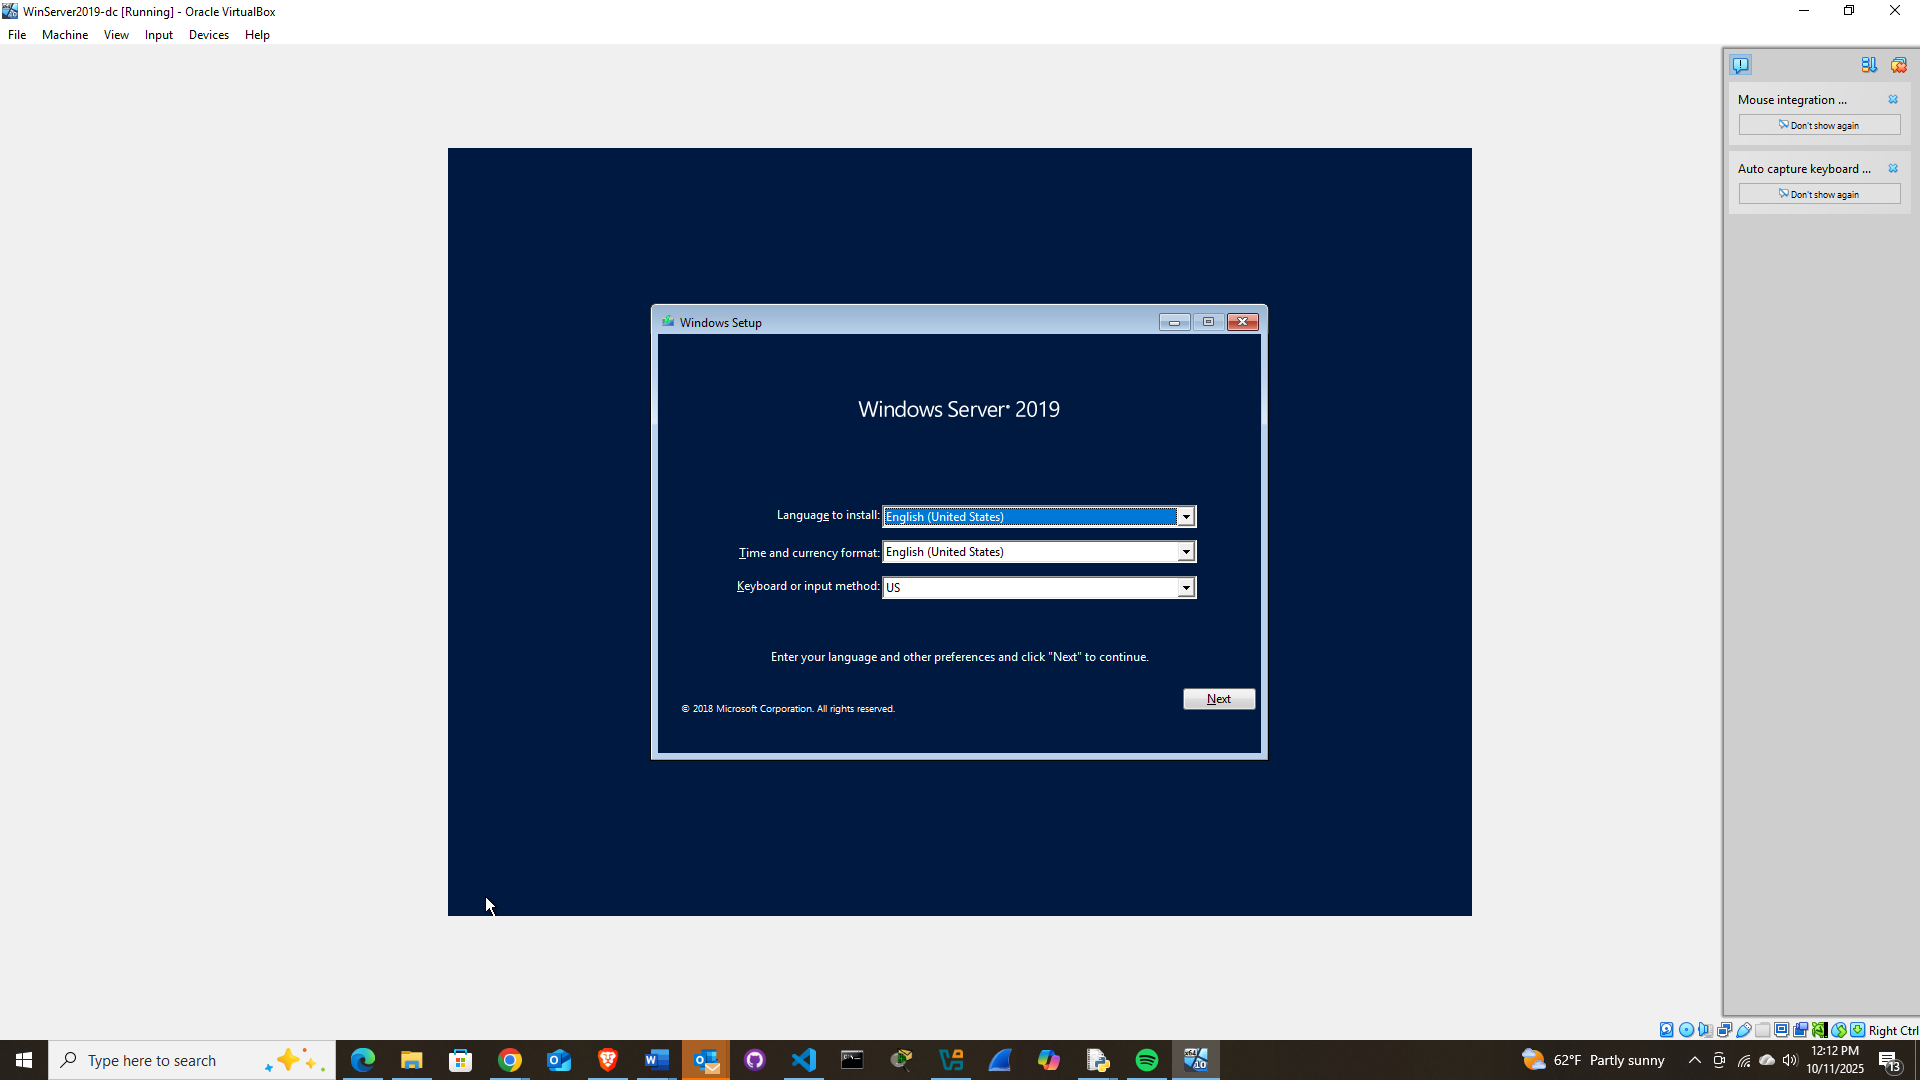 WinServer2019-dc [Running] - Oracle VirtualBox
File Machine View Input Devices Help
Mouse integration ...
Don't show again
Auto capture keyboard ...
Don't show again
Windows Setup
Windows Server® 2019
Language to install: English (United States)
Time and currency format: English (United States)
Keyboard or input method: US
Enter your language and other preferences and click "Next" to continue.
Next
© 2018 Microsoft Corporation. All rights reserved.
Right Ctrl
Type here to search
62°F Partly sunny
12:12 PM
10/11/2025
13